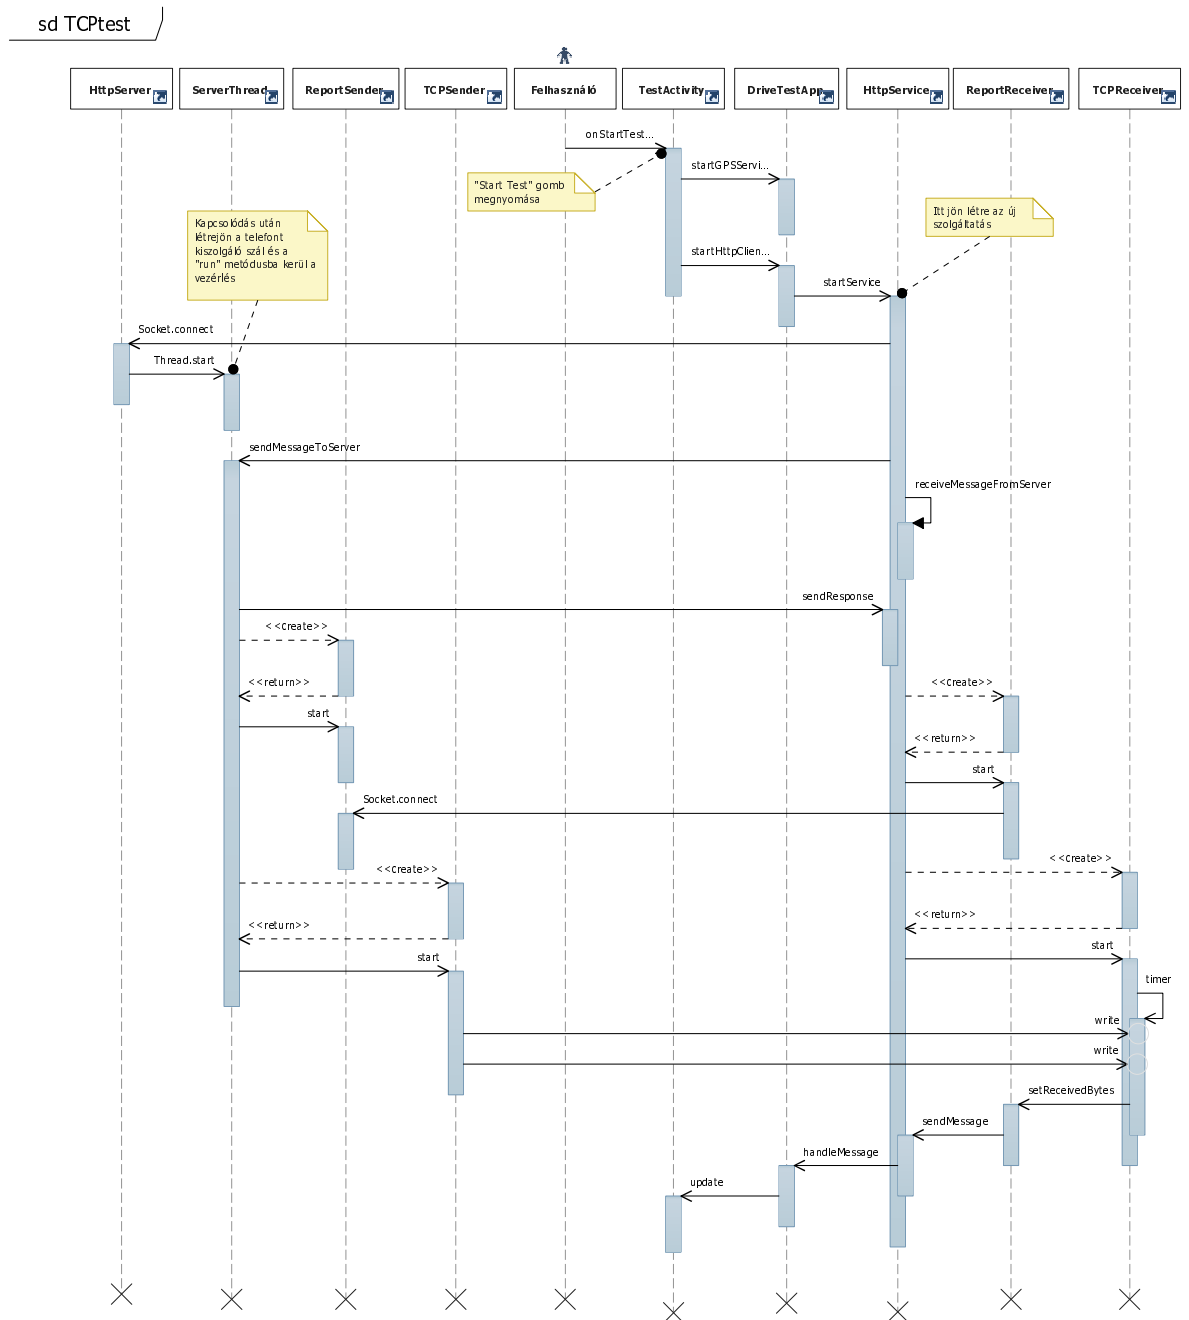 sd TCPtest
HttpServer
ServerThread
ReportSender
TCPSender
Felhasználó
TestActivity
DriveTestApp
HttpService
ReportReceiver
TCPReceiver
onStartTest...
startGPSServi...
"Start Test" gomb
megnyomása
Itt jön létre az új
szolgáltatás
Kapcsolódás után
létrejön a telefont
kiszolgáló szál és a
"run" metódusba kerül a
vezérlés
startHttpClien...
startService
Socket.connect
Thread.start
sendMessageToServer
receiveMessageFromServer
sendResponse
<<create>>
<<return>>
<<create>>
start
<<return>>
start
Socket.connect
<<create>>
<<create>>
<<return>>
<<return>>
start
start
timer
write
write
setReceivedBytes
sendMessage
handleMessage
update